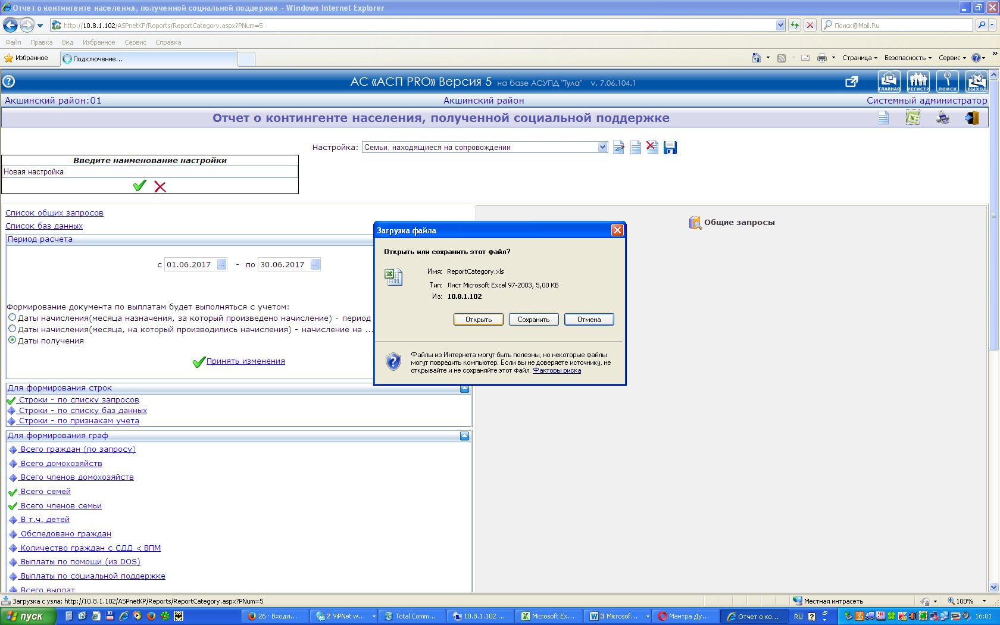 Отчет о контингенте населения, полученной социальной поддержке - Windows Internet Explorer
http://10.8.1.102/ASPnetKP/Reports/ReportCategory.aspx?PNum=5
Поиск@Mail.Ru
Файл Правка Вид Избранное Сервис Справка
Избранное Подключение... Страница Безопасность Сервис
АС «АСП PRO» Версия 5 на базе АСУПД "Тула" v. 7.06.104.1
ГЛАВНАЯ РЕГИСТР ПОИСК ВЫХОД
Акшинский район:01 Акшинский район Системный администратор
Отчет о контингенте населения, полученной социальной поддержке
Настройка: Семьи, находящиеся на сопровождении
Введите наименование настройки
Новая настройка
Список общих запросов
Список баз данных
Период расчета
с 01.06.2017 ... - по 30.06.2017 ...
Формирование документа по выплатам будет выполняться с учетом:
Даты начисления(месяца назначения, за который произведено начисление) - период
Даты начисления(месяца, на который производились начисления) - начисление на ...
Даты получения
Принять изменения
Для формирования строк
Строки - по списку запросов
Строки - по списку баз данных
Строки - по признакам учета
Для формирования граф
Всего граждан (по запросу)
Всего домохозяйств
Всего членов домохозяйств
Всего семей
Всего членов семьи
В т.ч. детей
Обследовано граждан
Количество граждан с СДД < ВПМ
Выплаты по помощи (из DOS)
Выплаты по социальной поддержке
Всего выплат
Общие запросы
Загрузка файла
Открыть или сохранить этот файл?
Имя: ReportCategory.xls
Тип: Лист Microsoft Excel 97-2003, 5,00 КБ
Из: 10.8.1.102
Открыть Сохранить Отмена
Файлы из Интернета могут быть полезны, но некоторые файлы
могут повредить компьютер. Если вы не доверяете источнику, не
открывайте и не сохраняйте этот файл. Факторы риска
Загрузка с узла: http://10.8.1.102/ASPnetKP/Reports/ReportCategory.aspx?PNum=5 Местная интрасеть 100%
пуск 26 · Входя... 2 ViPNet w... Total Comm... 10.8.1.102 ... Microsoft Ex... 3 Microsof... Мантра Ду... Отчет о ко... RU 16:01